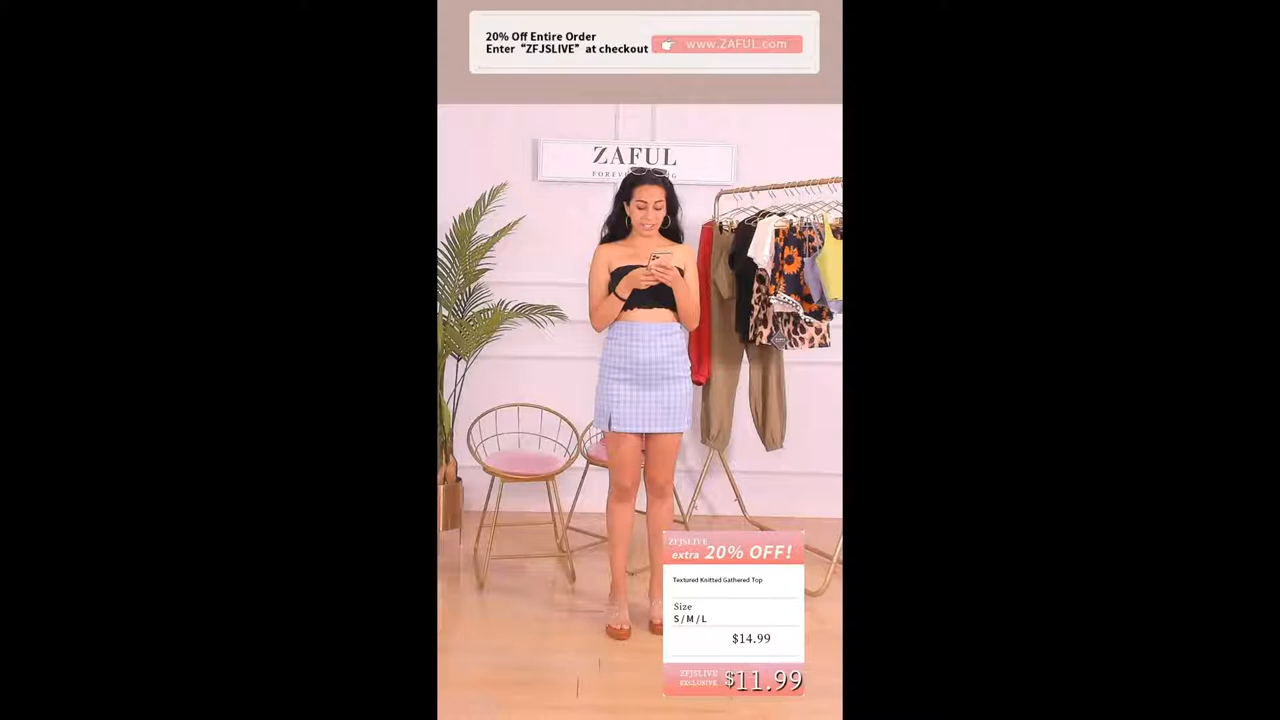 20% Off Entire Order
Enter “ZFJSLIVE” at checkout
www.ZAFUL.com
ZAFUL
ZFJSLIVE
extra 20% OFF!
Textured Knitted Gathered Top
Size
S / M / L
$14.99
ZFJSLIVE
EXCLUSIVE
$11.99